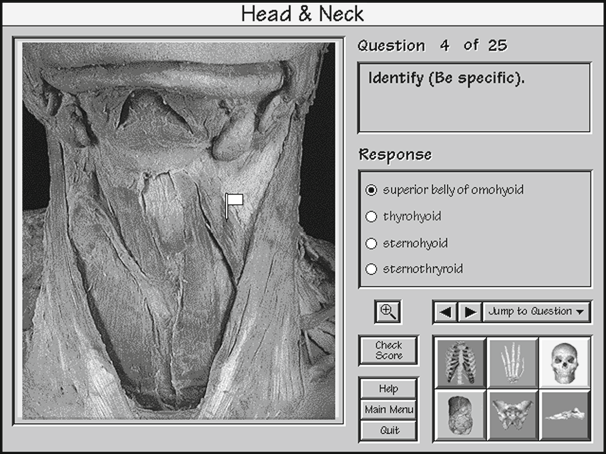 Head & Neck
Question 4 of 25
Identify (Be specific).
Response
superior belly of omohyoid
thyrohyoid
sternohyoid
sternothryroid
Jump to Question
Check
Score
Help
Main Menu
Quit